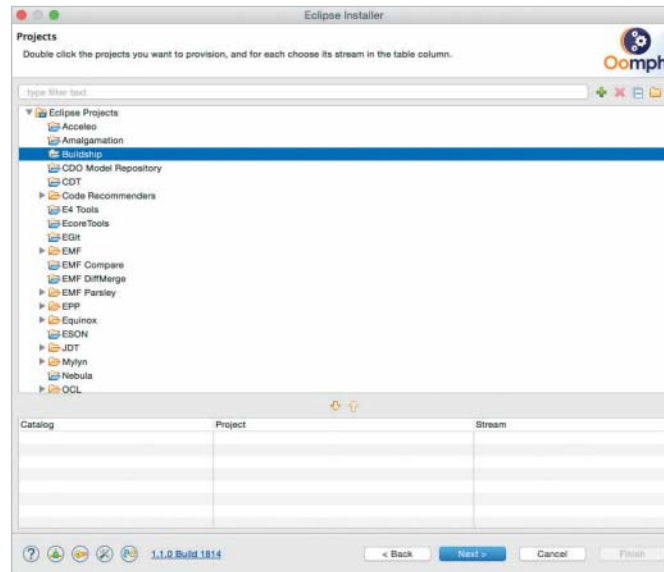 Eclipse Installer
Projects
Double click the projects you want to provision, and for each choose its stream in the table column.
Oomph
type filter text
Eclipse Projects
Acceleo
Amalgamation
Buildship
CDO Model Repository
CDT
Code Recommenders
E4 Tools
EcoreTools
EGit
EMF
EMF Compare
EMF DiffMerge
EMF Parsley
EPP
Equinox
ESON
JDT
Mylyn
Nebula
OCL
Catalog Project Stream
1.1.0 Build 1814 < Back Next > Cancel Finish